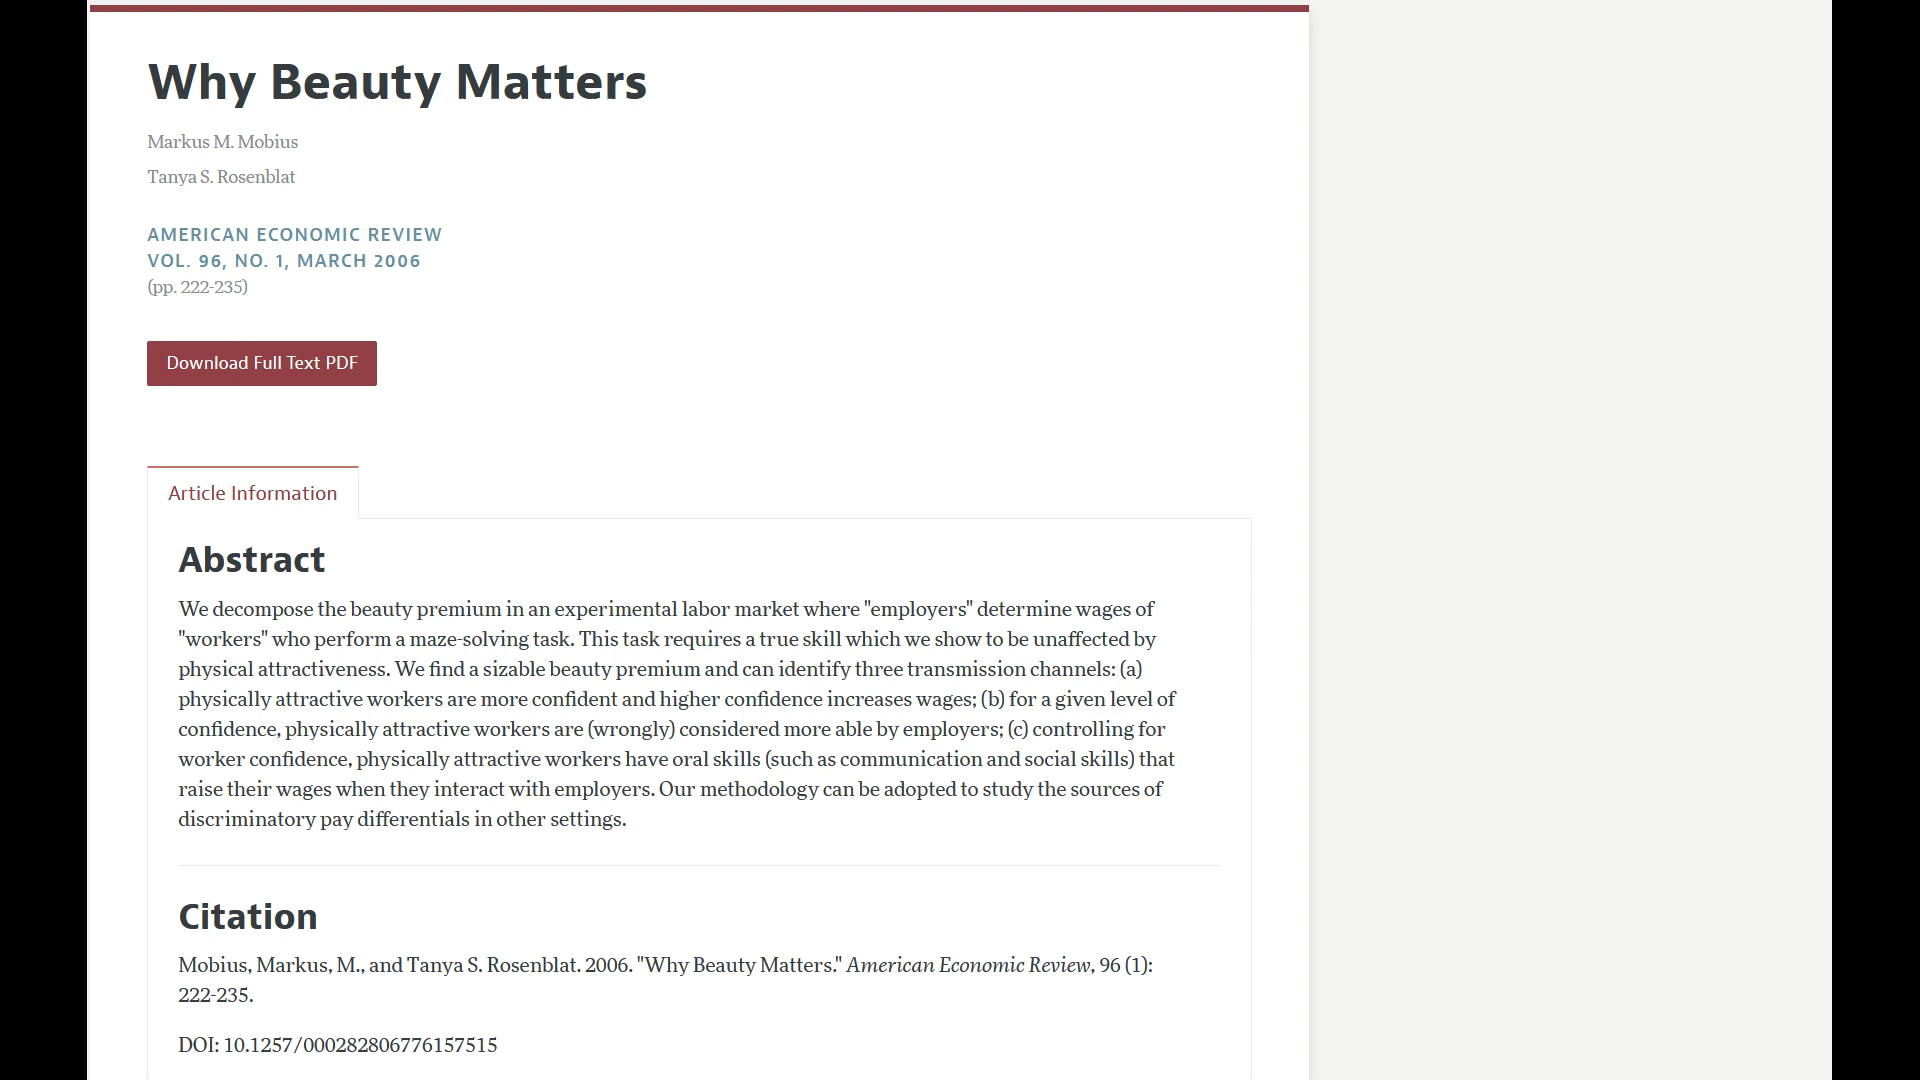 Why Beauty Matters
Markus M. Mobius
Tanya S. Rosenblat
AMERICAN ECONOMIC REVIEW
VOL. 96, NO. 1, MARCH 2006
(pp. 222-235)
Download Full Text PDF
Article Information
Abstract
We decompose the beauty premium in an experimental labor market where "employers" determine wages of
"workers" who perform a maze-solving task. This task requires a true skill which we show to be unaffected by
physical attractiveness. We find a sizable beauty premium and can identify three transmission channels: (a)
physically attractive workers are more confident and higher confidence increases wages; (b) for a given level of
confidence, physically attractive workers are (wrongly) considered more able by employers; (c) controlling for
worker confidence, physically attractive workers have oral skills (such as communication and social skills) that
raise their wages when they interact with employers. Our methodology can be adopted to study the sources of
discriminatory pay differentials in other settings.
Citation
Mobius, Markus, M., and Tanya S. Rosenblat. 2006. "Why Beauty Matters." American Economic Review, 96 (1):
222-235.
DOI: 10.1257/000282806776157515